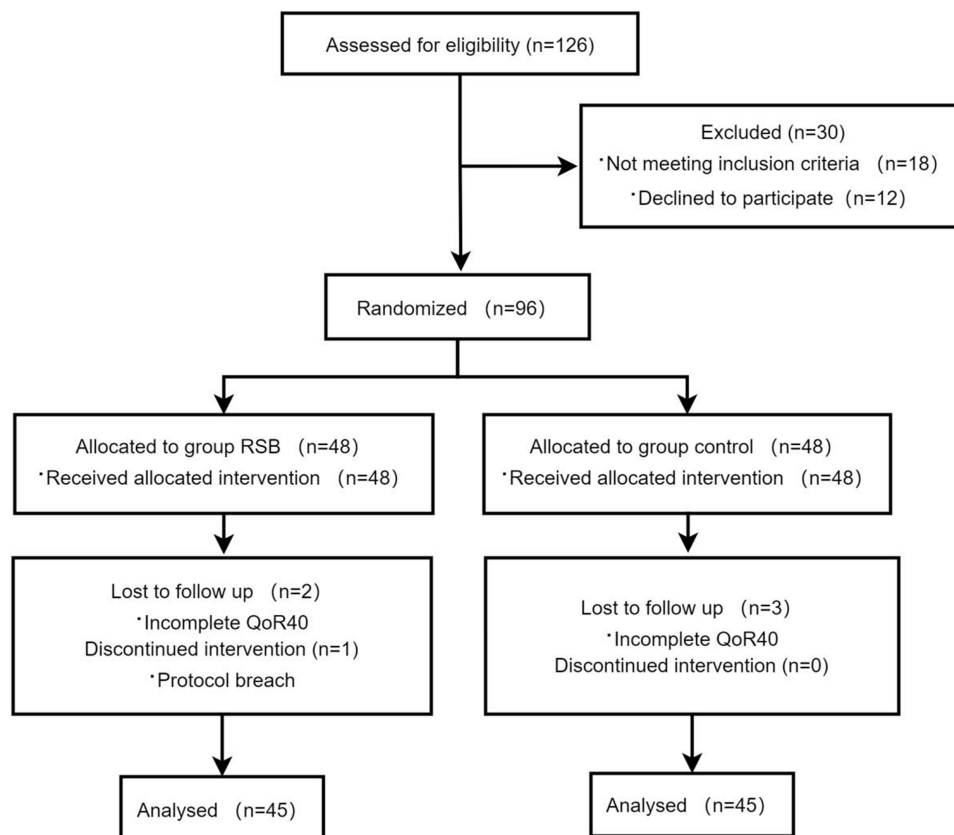 Assessed for eligibility (n=126)
Excluded (n=30)
·Not meeting inclusion criteria （n=18）
·Declined to participate（n=12）
Randomized （n=96）
Allocated to group RSB （n=48）
·Received allocated intervention （n=48）
Allocated to group control （n=48）
·Received allocated intervention （n=48）
Lost to follow up （n=2）
·Incomplete QoR40
Discontinued intervention (n=1)
·Protocol breach
Lost to follow up （n=3）
·Incomplete QoR40
Discontinued intervention (n=0)
Analysed （n=45）
Analysed （n=45）